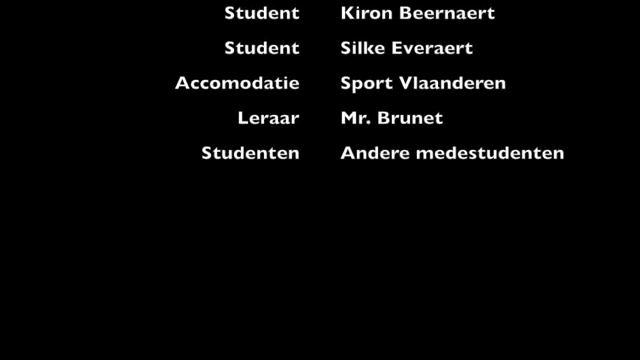 Student Kiron Beernaert
Student Silke Everaert
Accomodatie Sport Vlaanderen
Leraar Mr. Brunet
Studenten Andere medestudenten